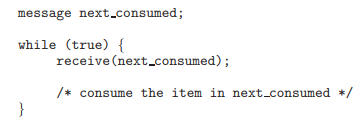 message next_consumed;
while (true) {
receive(next_consumed);
/* consume the item in next_consumed */
}